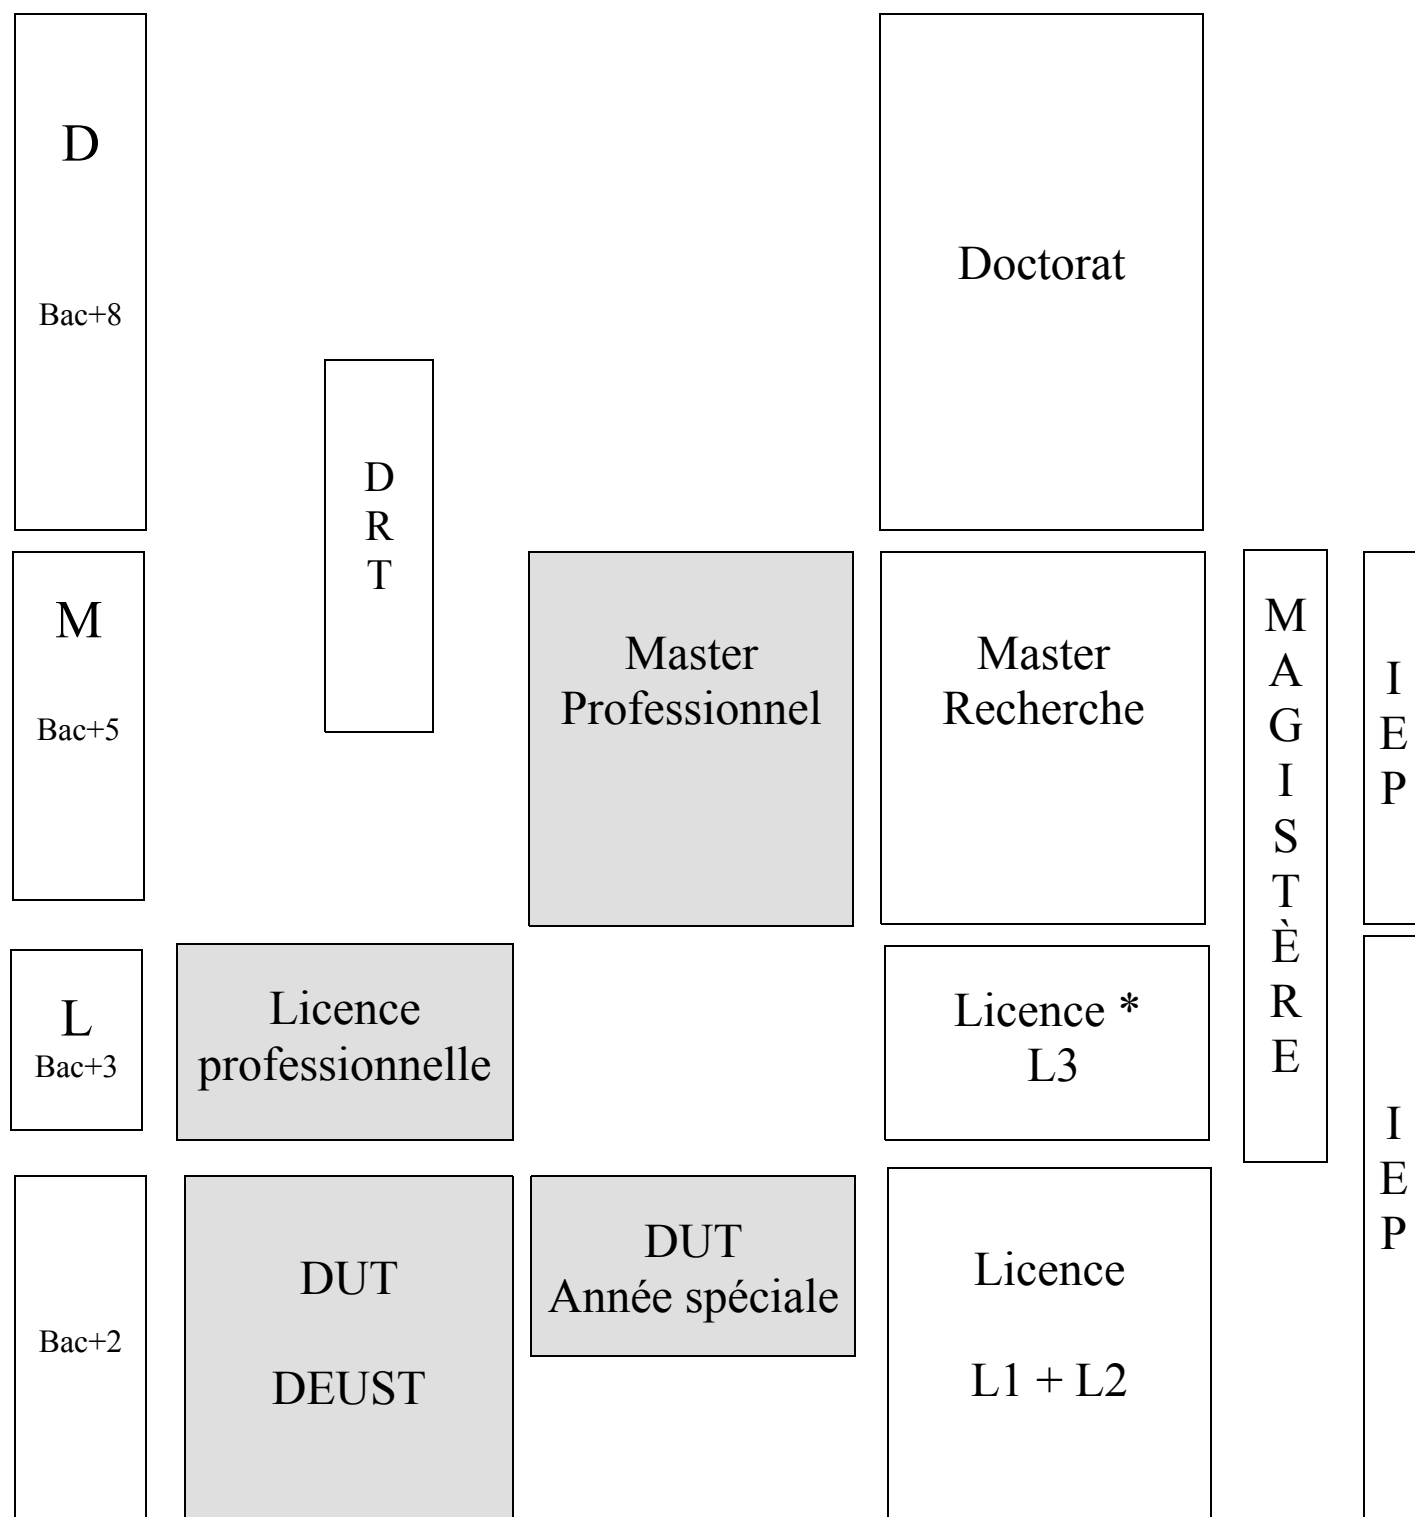 D
Bac+8
Doctorat
D
R
T
M
Bac+5
Master
Professionnel
Master
Recherche
M
A
G
I
S
T
È
R
E
I
E
P
L
Bac+3
Licence
professionnelle
Licence *
L3
I
E
P
Bac+2
DUT
DEUST
DUT
Année spéciale
Licence
L1 + L2